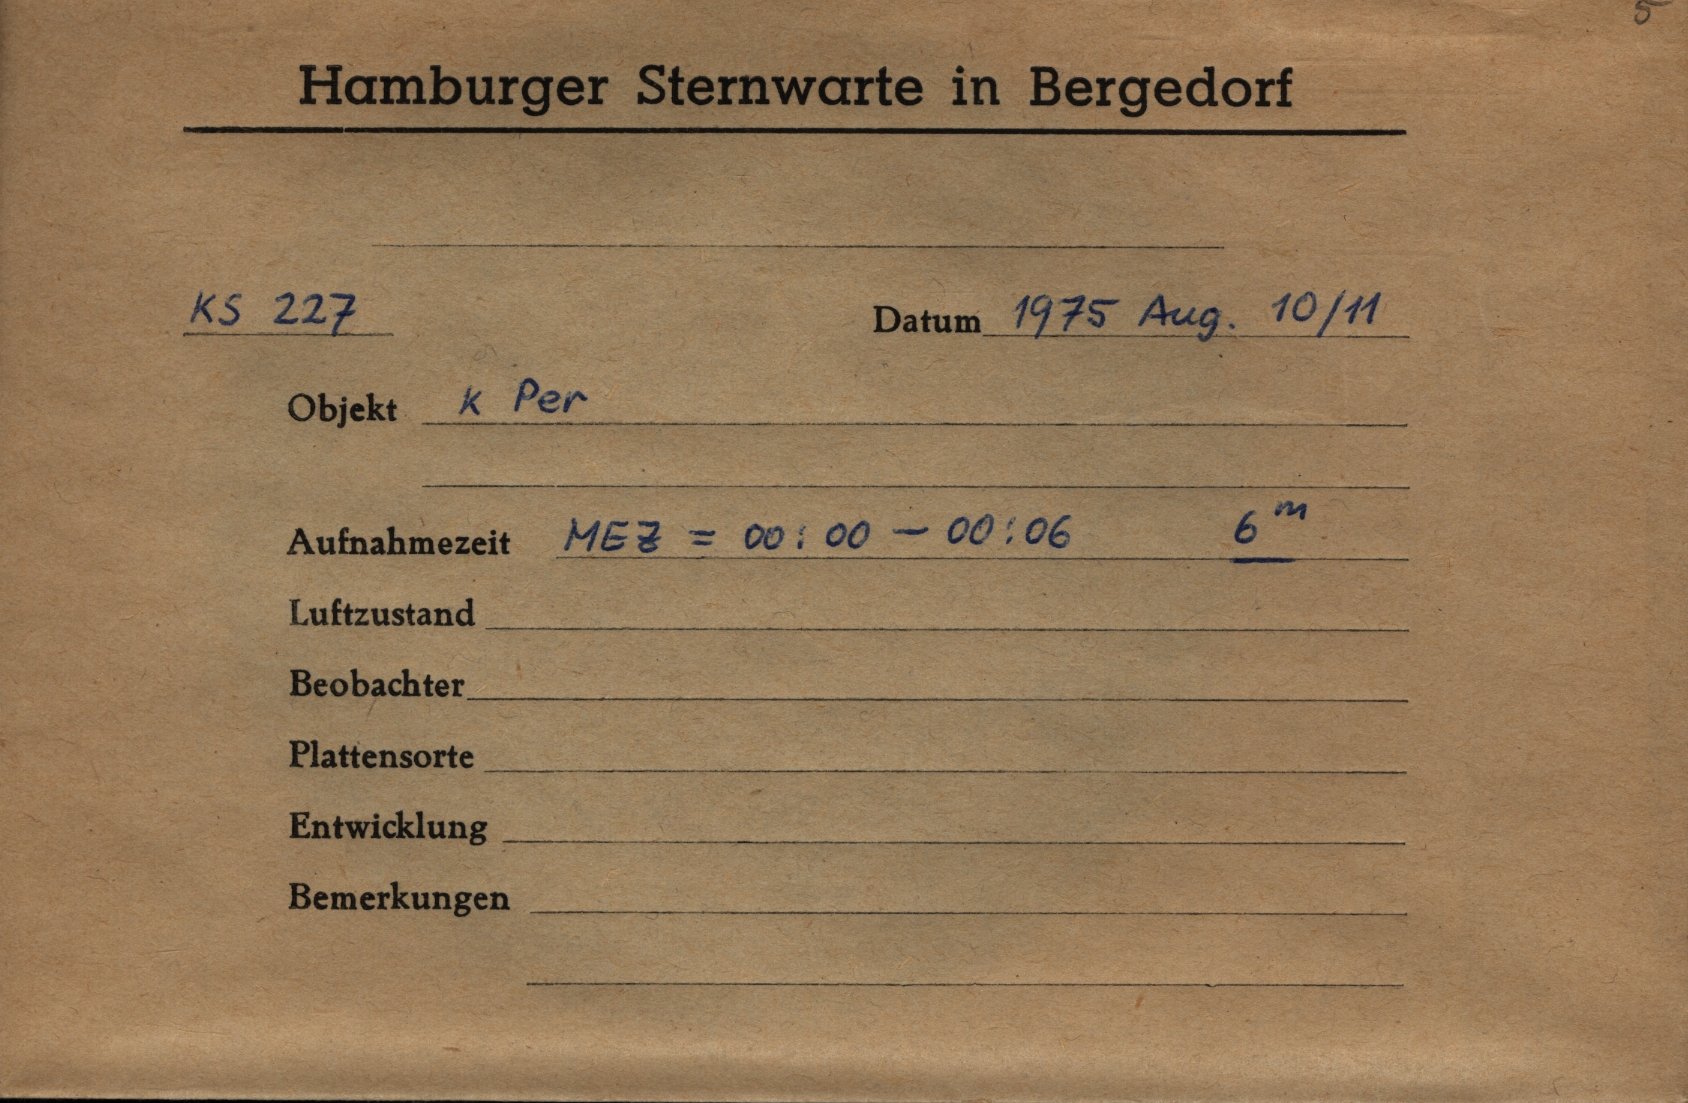 5
Hamburger Sternwarte in Bergedorf
KS 227 Datum 1975 Aug. 10/11
Objekt κ Per
Aufnahmezeit MEZ = 00:00 – 00:06 6ᵐ
Luftzustand
Beobachter
Plattensorte
Entwicklung
Bemerkungen